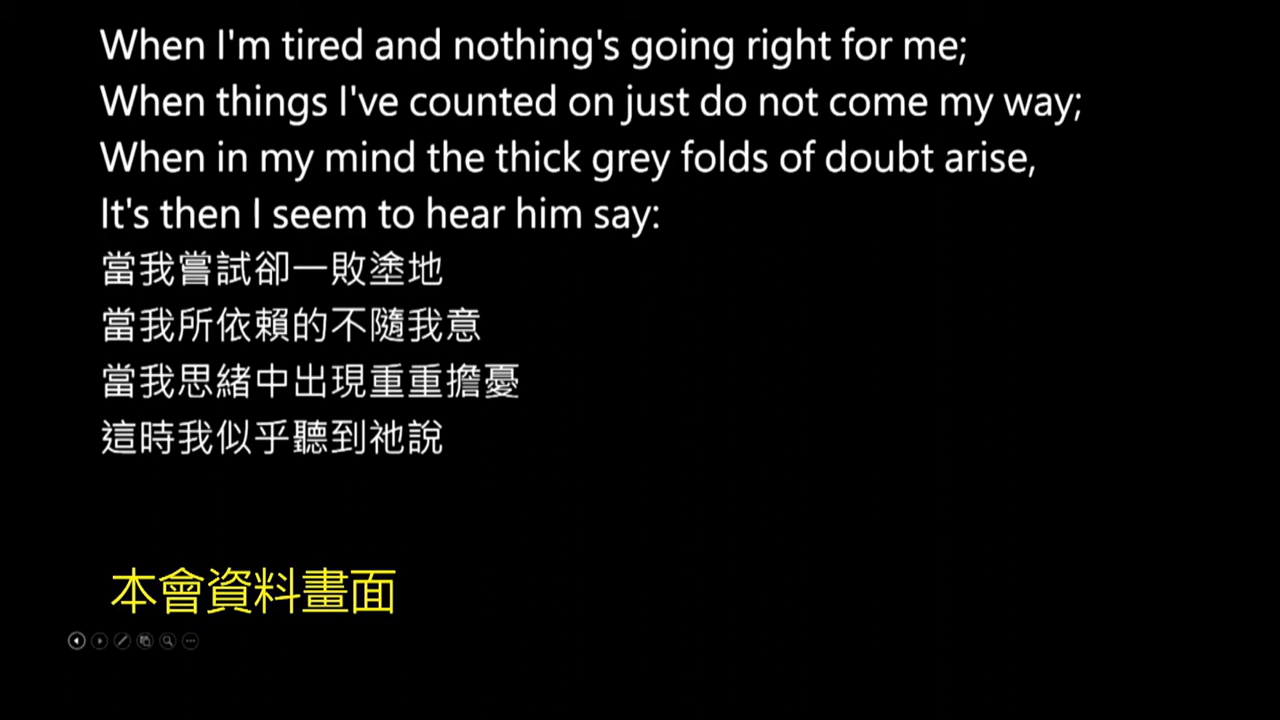 When I'm tired and nothing's going right for me;
When things I've counted on just do not come my way;
When in my mind the thick grey folds of doubt arise,
It's then I seem to hear him say:
當我嘗試卻一敗塗地
當我所依賴的不隨我意
當我思緒中出現重重擔憂
這時我似乎聽到祂說
本會資料畫面